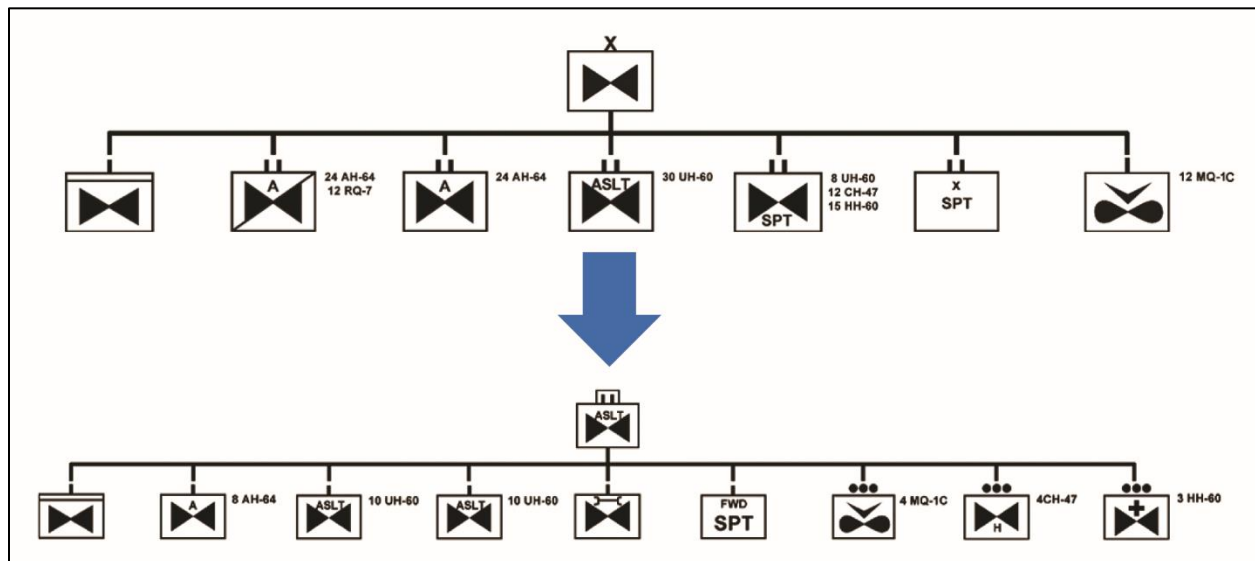 X
A
24 AH-64
12 RQ-7
A
24 AH-64
ASLT
30 UH-60
SPT
8 UH-60
12 CH-47
15 HH-60
x
SPT
12 MQ-1C
ASLT
A
8 AH-64
ASLT
10 UH-60
ASLT
10 UH-60
FWD
SPT
4 MQ-1C
H
4CH-47
3 HH-60